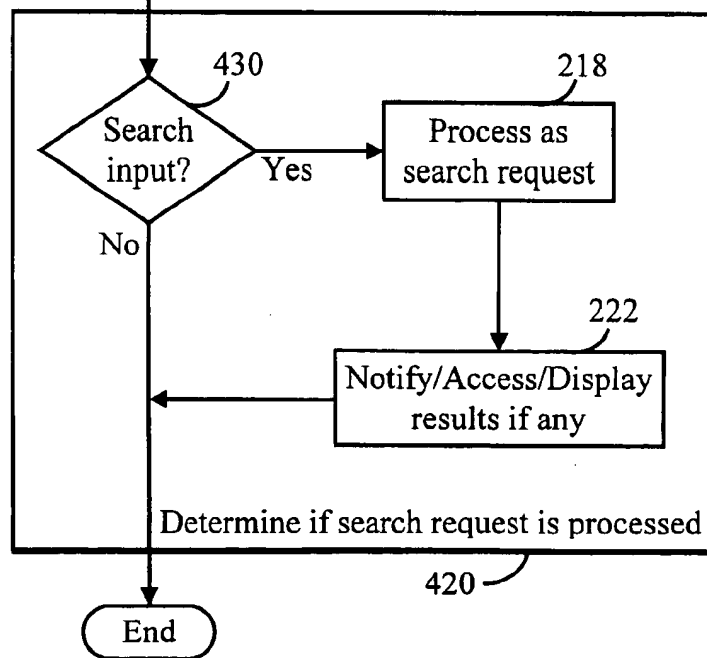 430
218
Search
input?
Yes
Process as
search request
No
222
Notify/Access/Display
results if any
Determine if search request is processed
420
End